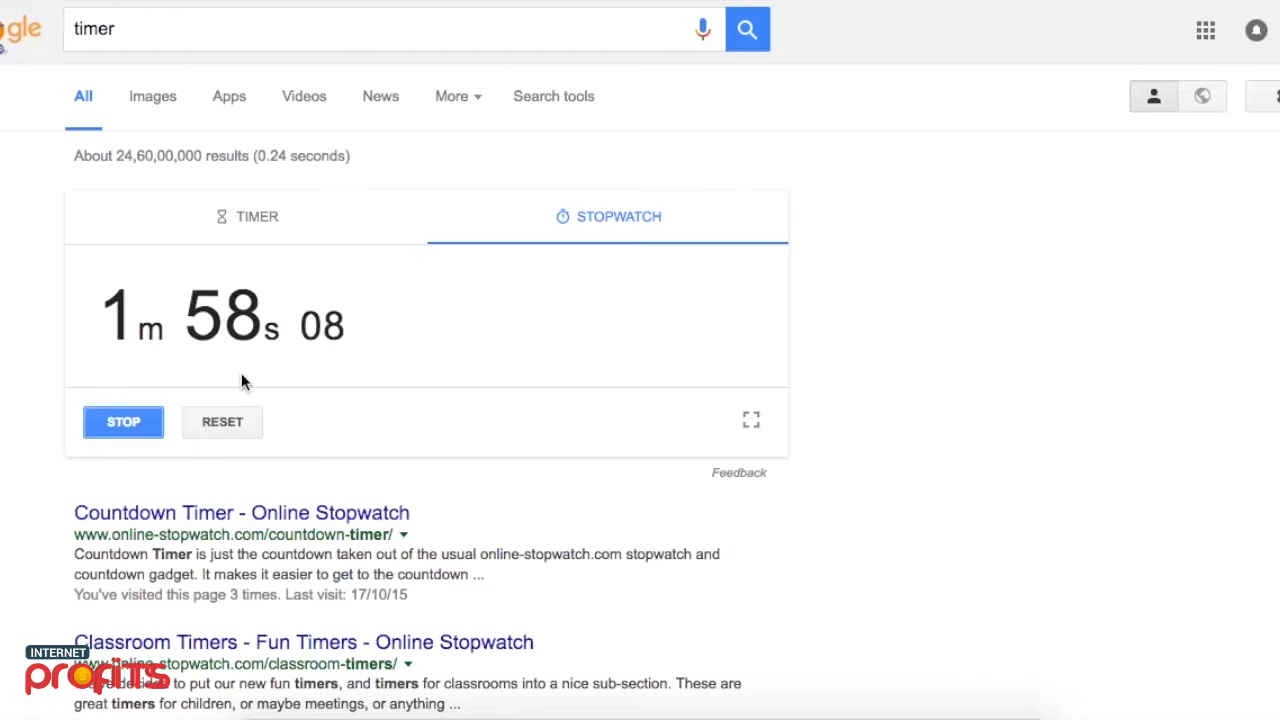 gle
timer
All Images Apps Videos News More Search tools
About 24,60,00,000 results (0.24 seconds)
TIMER STOPWATCH
1m 58s 08
STOP RESET
Feedback
Countdown Timer - Online Stopwatch
www.online-stopwatch.com/countdown-timer/
Countdown Timer is just the countdown taken out of the usual online-stopwatch.com stopwatch and
countdown gadget. It makes it easier to get to the countdown ...
You've visited this page 3 times. Last visit: 17/10/15
Classroom Timers - Fun Timers - Online Stopwatch
www.online-stopwatch.com/classroom-timers/
to put our new fun timers, and timers for classrooms into a nice sub-section. These are
great timers for children, or maybe meetings, or anything ...
INTERNET
profits